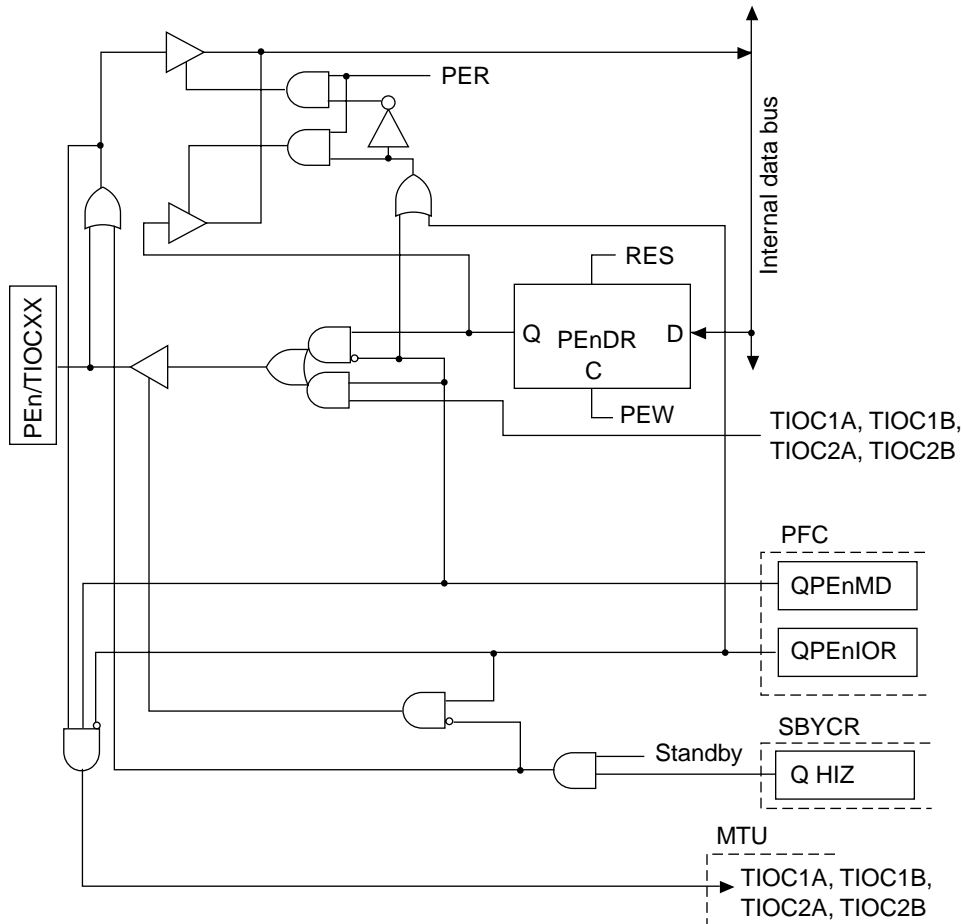 PER
Internal data bus
RES
Q PEnDR D
C
PEW
PEn/TIOCXX
TIOC1A, TIOC1B,
TIOC2A, TIOC2B
PFC
QPEnMD
QPEnIOR
SBYCR
Standby
Q HIZ
MTU
TIOC1A, TIOC1B,
TIOC2A, TIOC2B